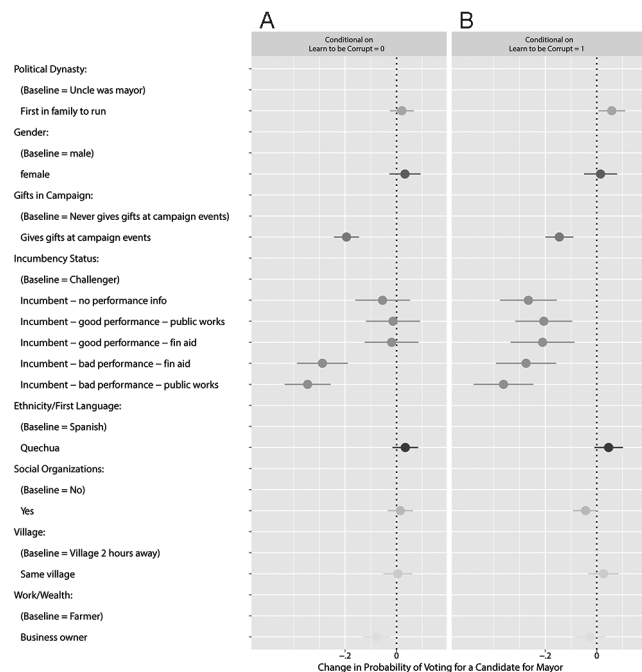 A
B
Conditional on
Learn to be Corrupt = 0
Conditional on
Learn to be Corrupt = 1
Political Dynasty:
(Baseline = Uncle was mayor)
First in family to run
Gender:
(Baseline = male)
female
Gifts in Campaign:
(Baseline = Never gives gifts at campaign events)
Gives gifts at campaign events
Incumbency Status:
(Baseline = Challenger)
Incumbent – no performance info
Incumbent – good performance – public works
Incumbent – good performance – fin aid
Incumbent – bad performance – fin aid
Incumbent – bad performance – public works
Ethnicity/First Language:
(Baseline = Spanish)
Quechua
Social Organizations:
(Baseline = No)
Yes
Village:
(Baseline = Village 2 hours away)
Same village
Work/Wealth:
(Baseline = Farmer)
Business owner
–.2 0 –.2 0
Change in Probability of Voting for a Candidate for Mayor